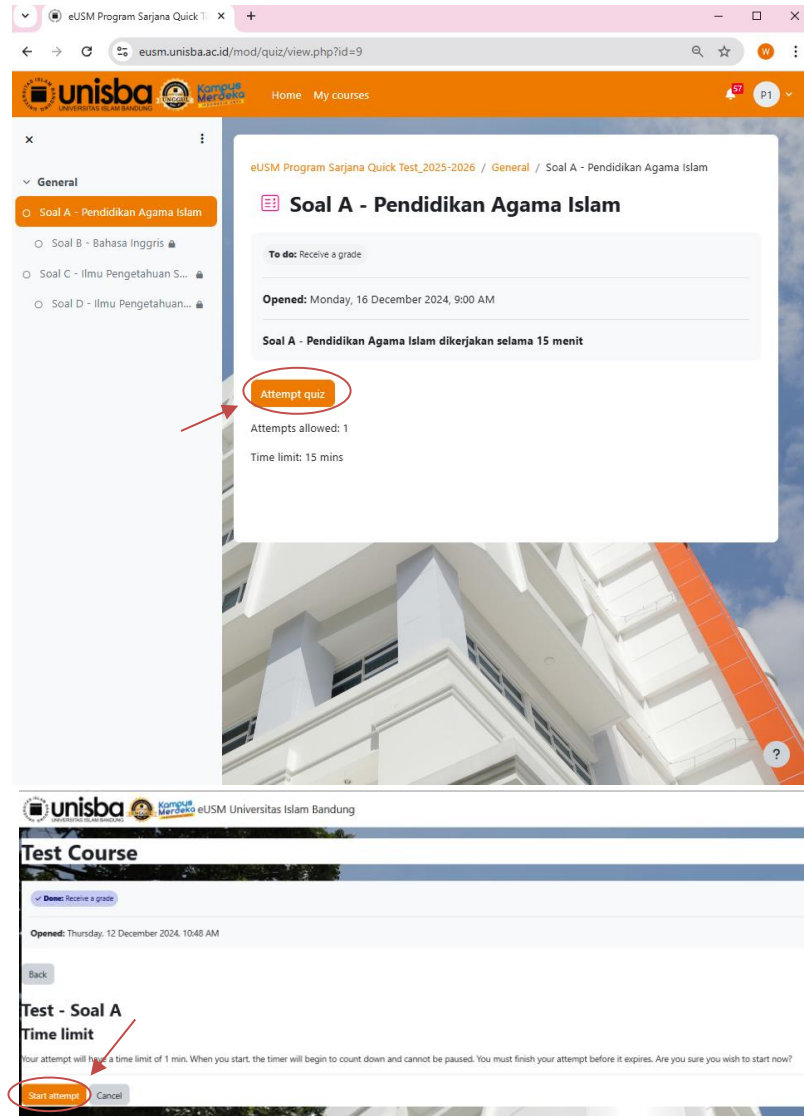 eUSM Program Sarjana Quick T
eusm.unisba.ac.id/mod/quiz/view.php?id=9
W
unisba
UNIVERSITAS ISLAM BANDUNG
UNGGUL
Kampus
Merdeka
Home My courses
57
P1
General
Soal A - Pendidikan Agama Islam
Soal B - Bahasa Inggris
Soal C - Ilmu Pengetahuan S...
Soal D - Ilmu Pengetahuan...
eUSM Program Sarjana Quick Test_2025-2026 / General / Soal A - Pendidikan Agama Islam
Soal A - Pendidikan Agama Islam
To do: Receive a grade
Opened: Monday, 16 December 2024, 9:00 AM
Soal A - Pendidikan Agama Islam dikerjakan selama 15 menit
Attempt quiz
Attempts allowed: 1
Time limit: 15 mins
?
unisba
UNIVERSITAS ISLAM BANDUNG
Kampus
Merdeka
eUSM Universitas Islam Bandung
Test Course
Done: Receive a grade
Opened: Thursday, 12 December 2024, 10:48 AM
Back
Test - Soal A
Time limit
Your attempt will have a time limit of 1 min. When you start, the timer will begin to count down and cannot be paused. You must finish your attempt before it expires. Are you sure you wish to start now?
Start attempt Cancel